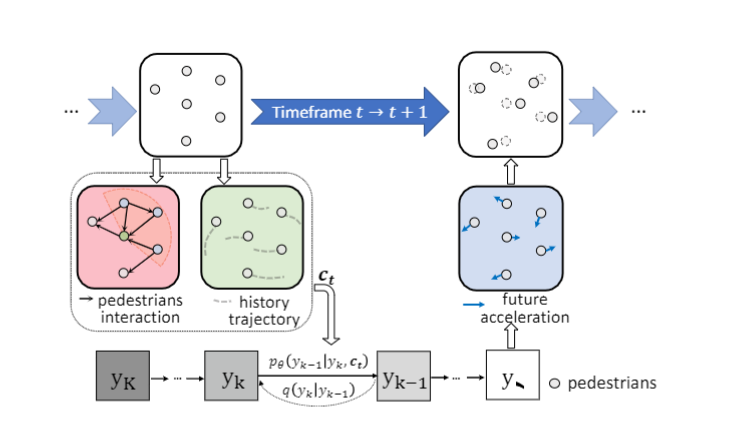 ...
Timeframe t → t + 1
...
c_t
pedestrians
interaction
history
trajectory
future
acceleration
p_θ(y_{k−1}|y_k, c_t)
y_K
...
y_k
q(y_k|y_{k−1})
y_{k−1}
...
y
pedestrians